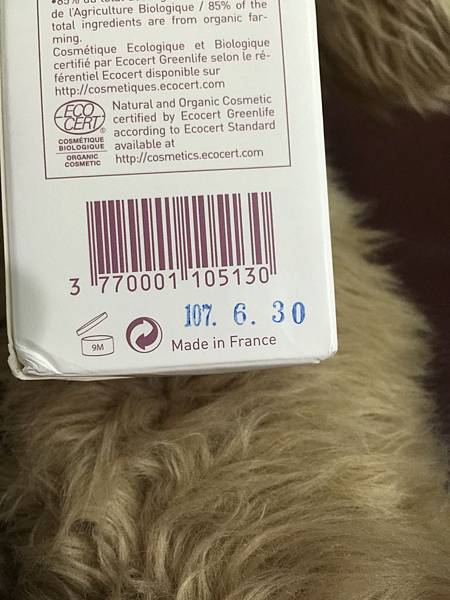 de l'Agriculture Biologique / 85% of the
total ingredients are from organic far-
ming.
Cosmétique Ecologique et Biologique
certifié par Ecocert Greenlife selon le ré-
férentiel Ecocert disponible sur
http://cosmetiques.ecocert.com
ECO
CERT®
COSMÉTIQUE
BIOLOGIQUE
ORGANIC
COSMETIC
Natural and Organic Cosmetic
certified by Ecocert Greenlife
according to Ecocert Standard
available at
http://cosmetics.ecocert.com
3 770001 105130
107. 6. 30
9M
Made in France